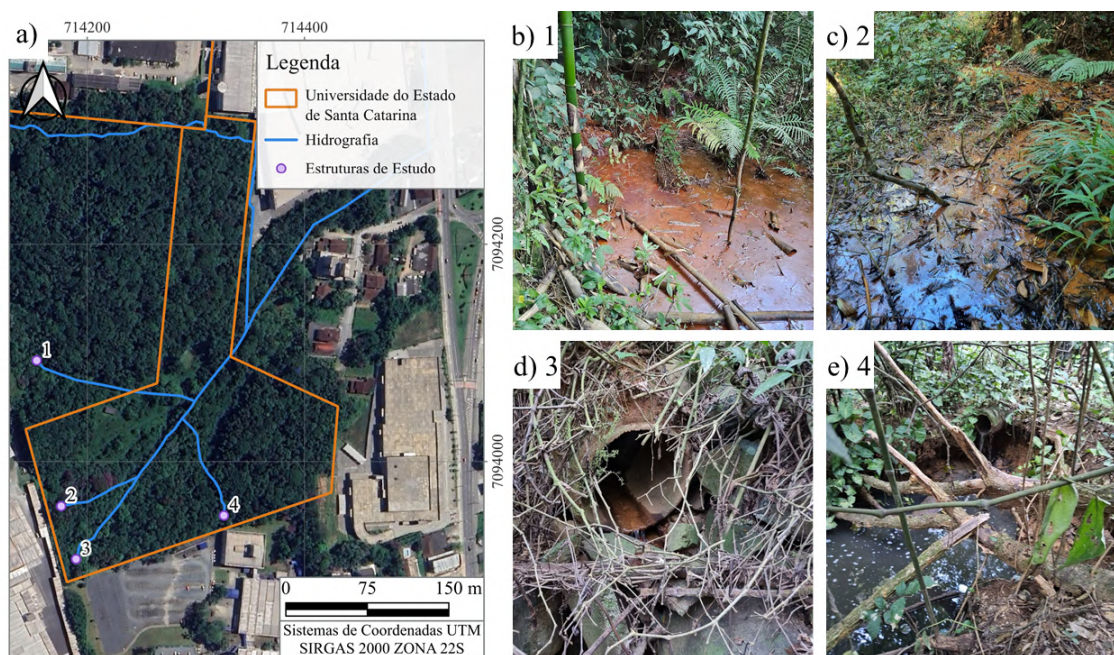 a)
714200
714400
Legenda
Universidade do Estado
de Santa Catarina
Hidrografia
Estruturas de Estudo
7094200
7094000
1
2
3
4
0
75
150 m
Sistemas de Coordenadas UTM
SIRGAS 2000 ZONA 22S
b) 1
c) 2
d) 3
e) 4